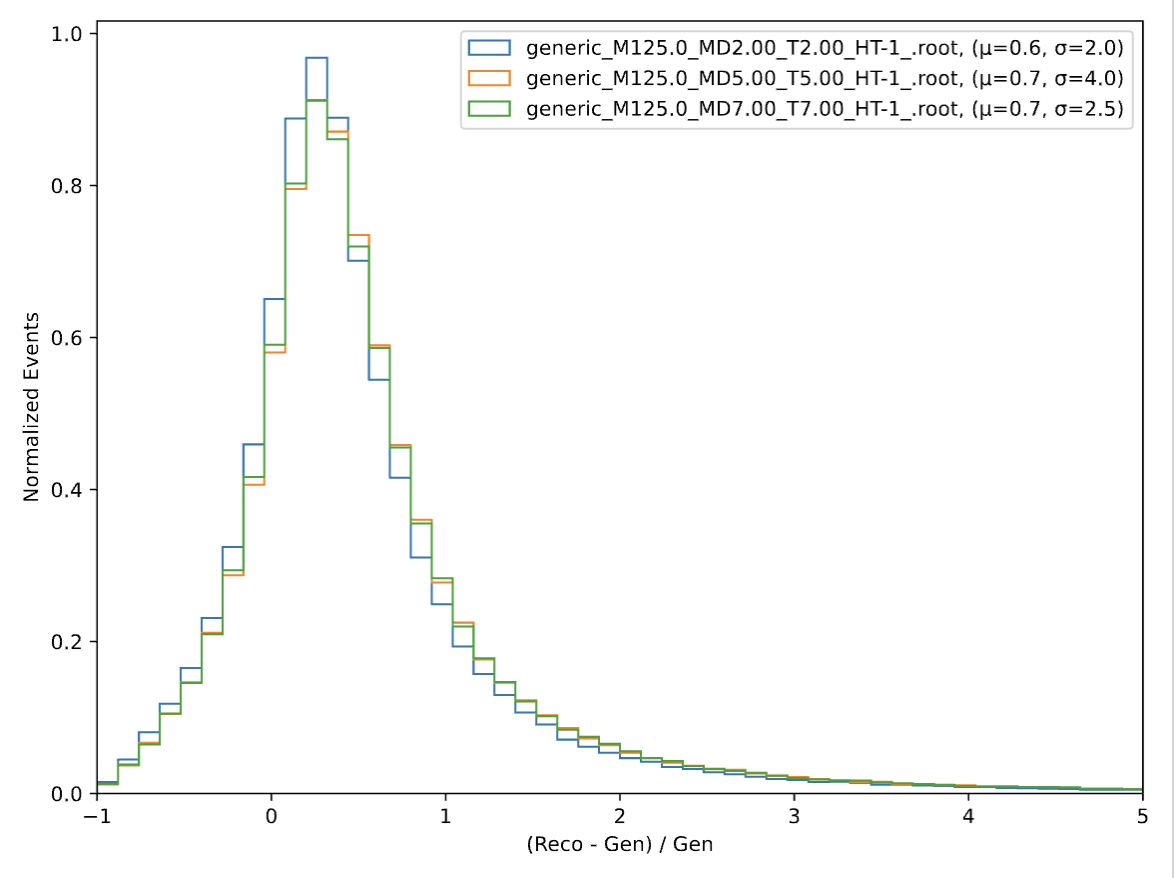 1.0
0.8
0.6
0.4
0.2
0.0
Normalized Events
generic_M125.0_MD2.00_T2.00_HT-1_.root, (μ=0.6, σ=2.0)
generic_M125.0_MD5.00_T5.00_HT-1_.root, (μ=0.7, σ=4.0)
generic_M125.0_MD7.00_T7.00_HT-1_.root, (μ=0.7, σ=2.5)
−1 0 1 2 3 4 5
(Reco - Gen) / Gen